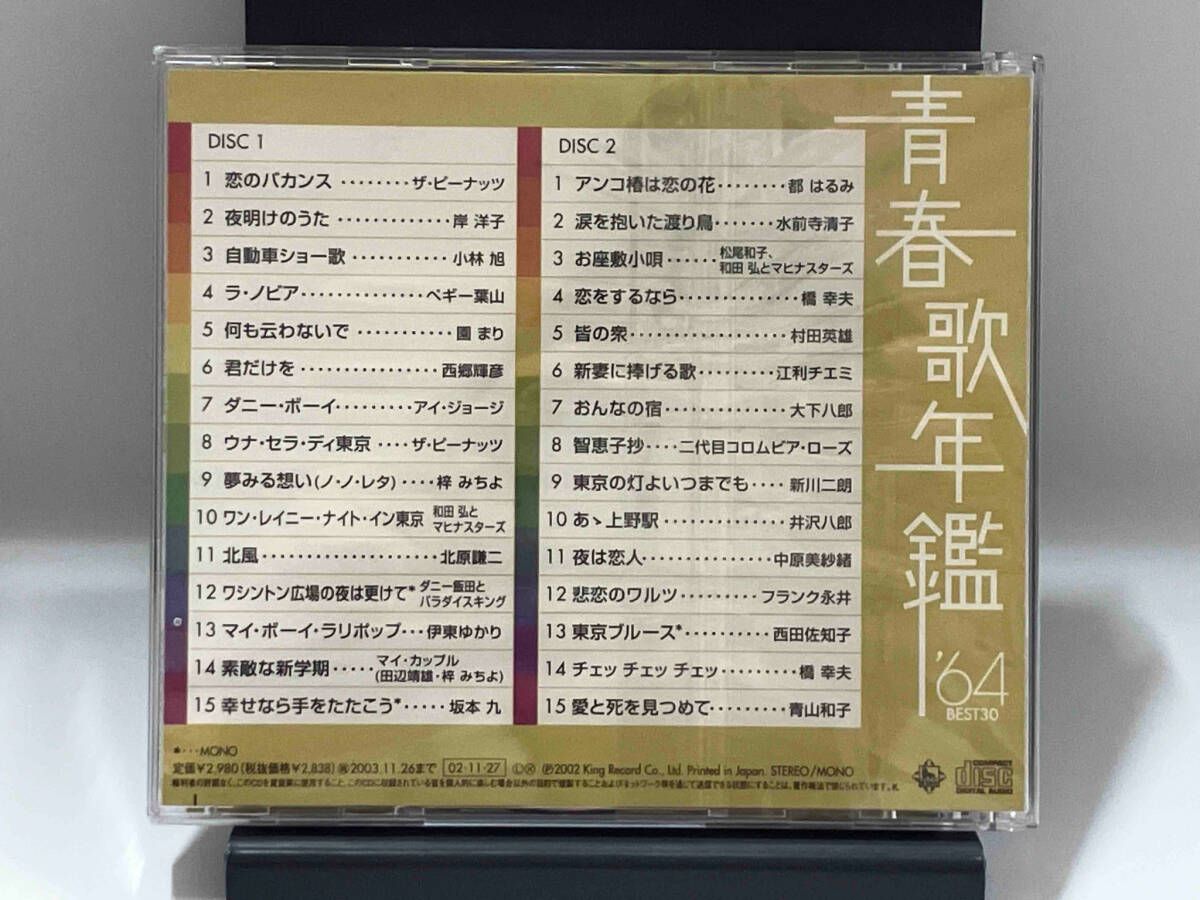 青春歌年鑑
'64
BEST30
DISC 1
1 恋のバカンス ········ ザ・ピーナッツ
2 夜明けのうた ············· 岸 洋子
3 自動車ショー歌 ··········· 小林 旭
4 ラ・ノビア ············· ペギー葉山
5 何も云わないで ··········· 園 まり
6 君だけを ················ 西郷輝彦
7 ダニー・ボーイ ········· アイ・ジョージ
8 ウナ・セラ・ディ東京 ···· ザ・ピーナッツ
9 夢みる想い(ノ・ノ・レタ) ···· 梓 みちよ
10 ワン・レイニー・ナイト・イン東京 和田 弘と
マヒナスターズ
11 北風 ····················· 北原謙二
12 ワシントン広場の夜は更けて* ダニー飯田と
パラダイスキング
13 マイ・ボーイ・ラリポップ ··· 伊東ゆかり
14 素敵な新学期 ····· マイ・カップル
(田辺靖雄・梓 みちよ)
15 幸せなら手をたたこう* ····· 坂本 九
DISC 2
1 アンコ椿は恋の花 ········ 都 はるみ
2 涙を抱いた渡り鳥 ······· 水前寺清子
3 お座敷小唄 ······ 松尾和子、
和田 弘とマヒナスターズ
4 恋をするなら ·············· 橋 幸夫
5 皆の衆 ·················· 村田英雄
6 新妻に捧げる歌 ········· 江利チエミ
7 おんなの宿 ·············· 大下八郎
8 智恵子抄 ···· 二代目コロムビア・ローズ
9 東京の灯よいつまでも ···· 新川二朗
10 あゝ上野駅 ·············· 井沢八郎
11 夜は恋人 ··············· 中原美紗緒
12 悲恋のワルツ ········· フランク永井
13 東京ブルース* ·········· 西田佐知子
14 チェッ チェッ チェッ ········ 橋 幸夫
15 愛と死を見つめて ········· 青山和子
*···MONO
定価¥2,980(税抜価格¥2,838) 再2003.11.26まで 02・11・27 ℗2002 King Record Co., Ltd. Printed in Japan. STEREO/MONO
COMPACT
disc
DIGITAL AUDIO